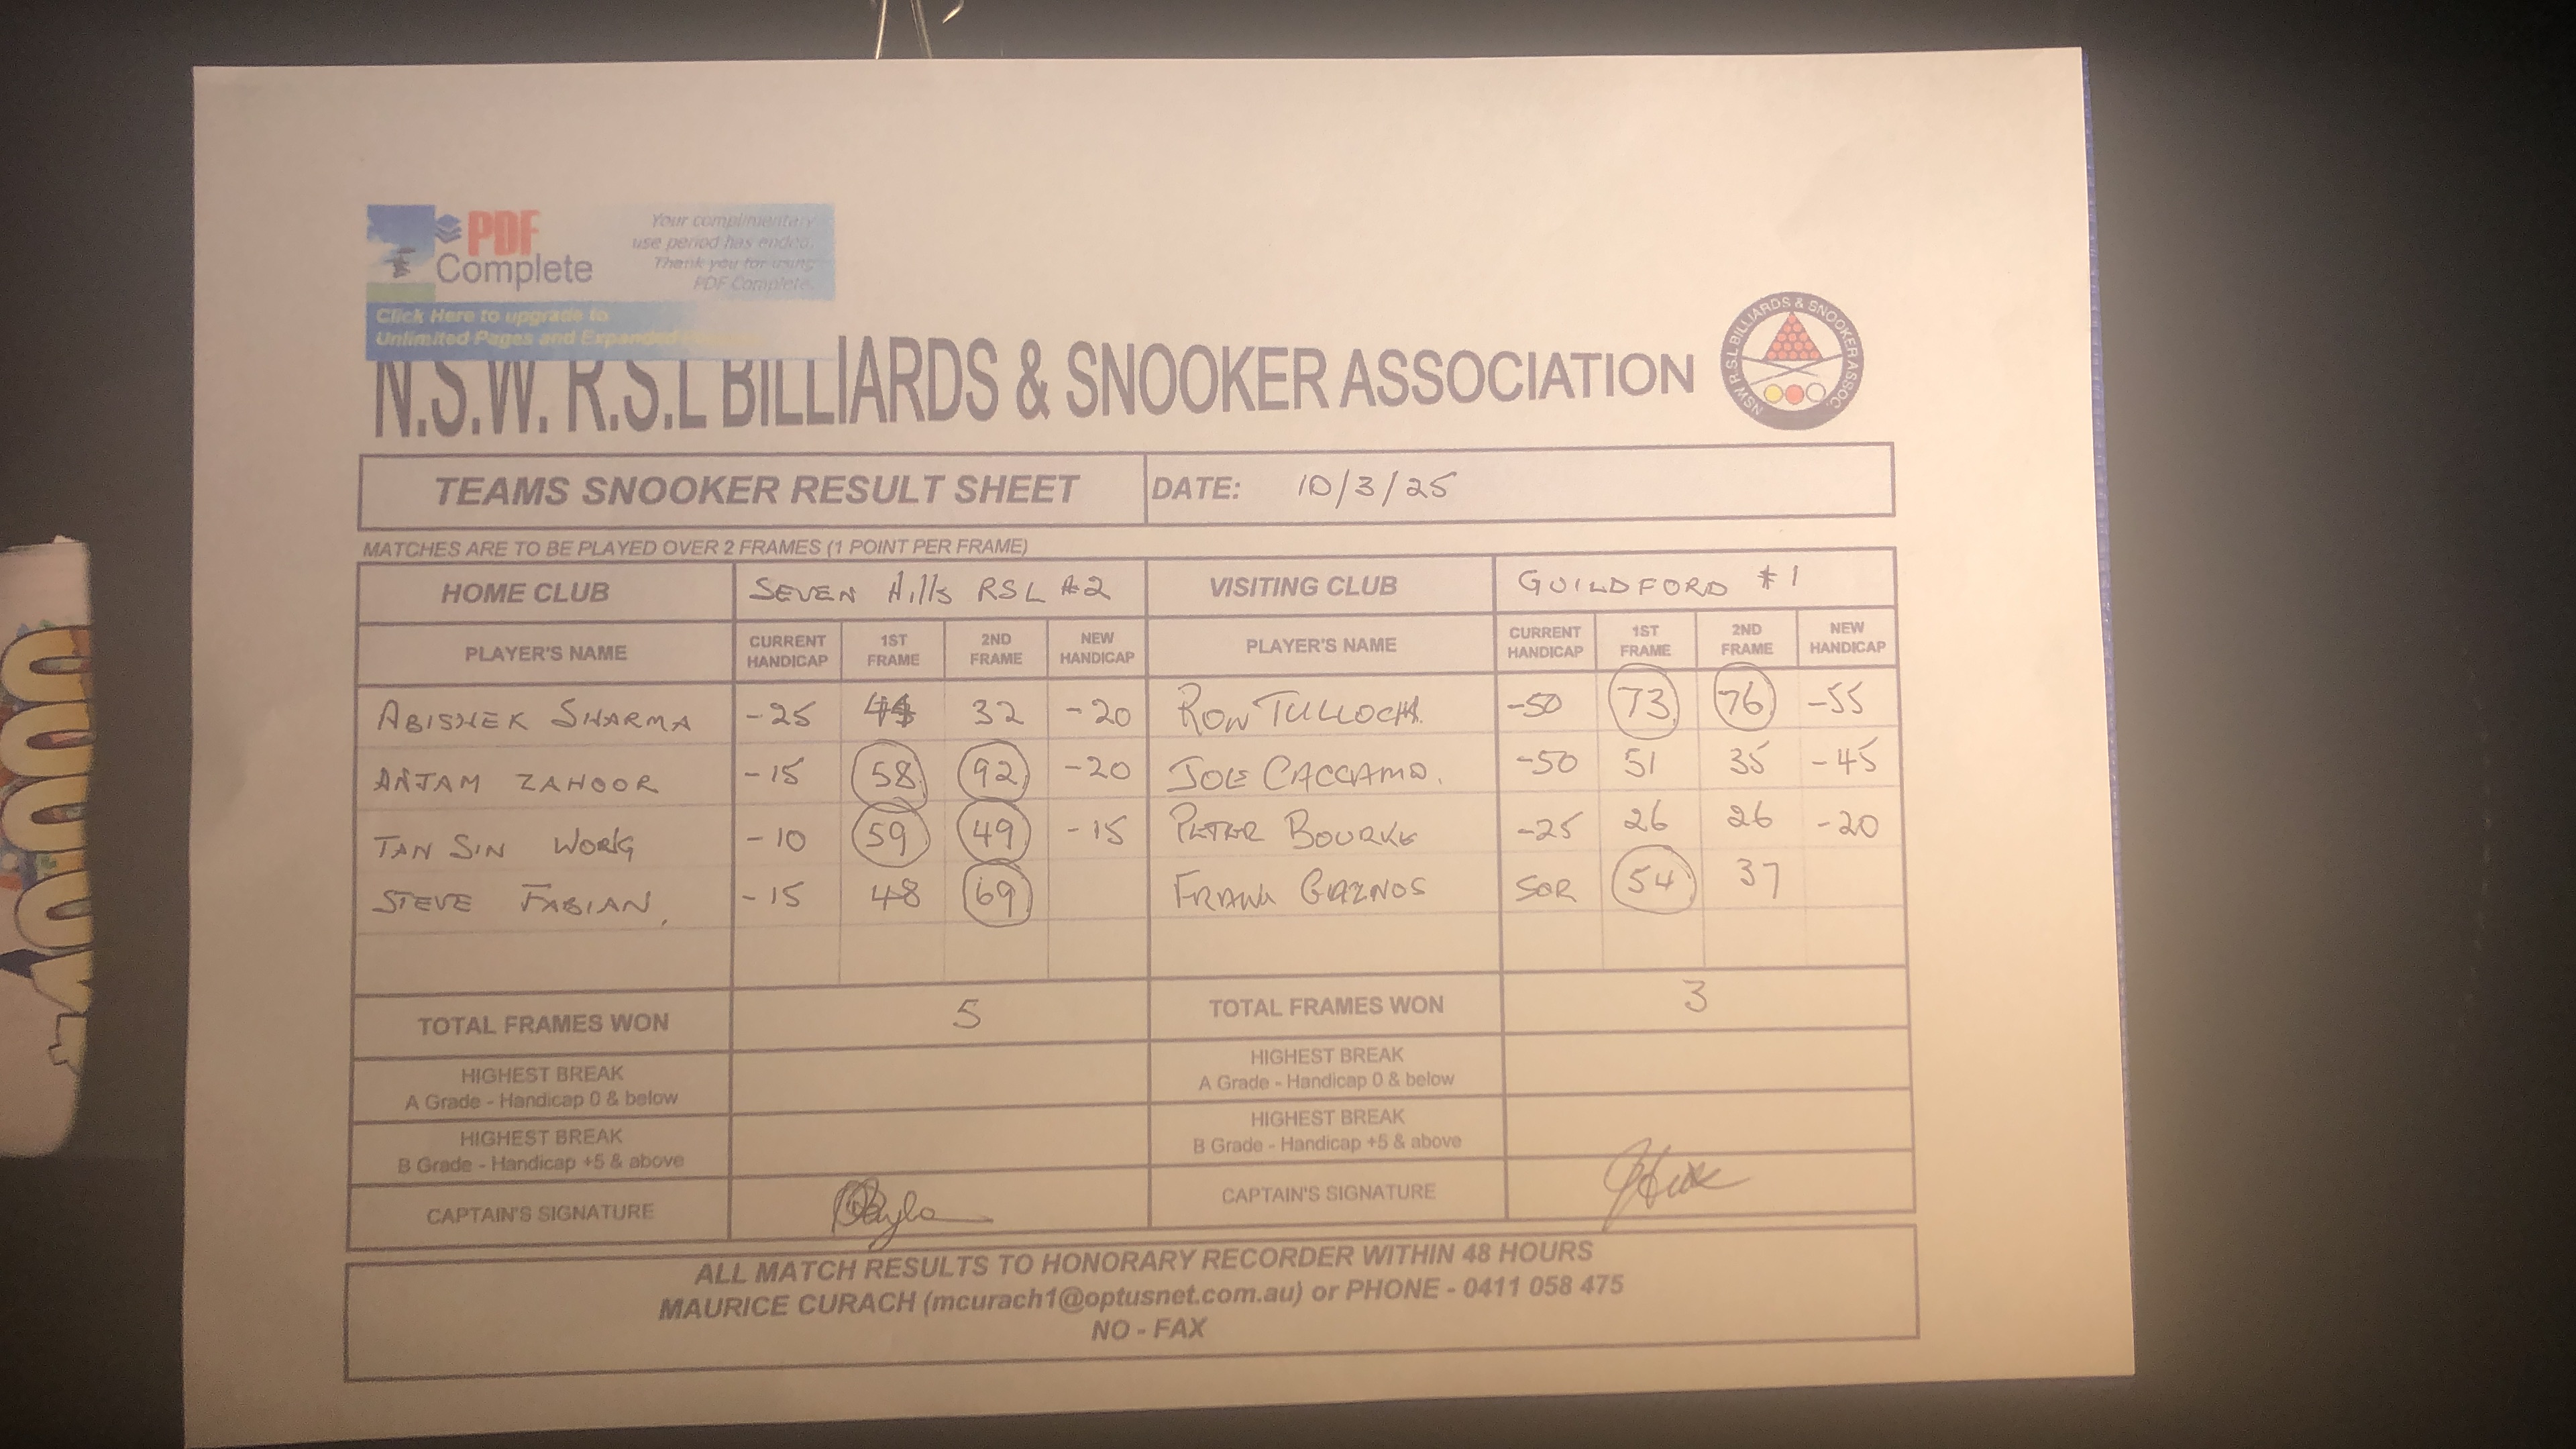 PDF
Complete
Your complimentary
use period has ended.
Thank you for using
PDF Complete.
Click Here to upgrade to
Unlimited Pages and Expanded
N.S.W. R.S.L BILLIARDS & SNOOKER ASSOCIATION
NSW R.S.L BILLIARDS & SNOOKER ASSOC.
TEAMS SNOOKER RESULT SHEET DATE: 10/3/25
MATCHES ARE TO BE PLAYED OVER 2 FRAMES (1 POINT PER FRAME)
HOME CLUB SEVEN Hills RSL #2 VISITING CLUB GUILDFORD #1
PLAYER'S NAME CURRENT HANDICAP 1ST FRAME 2ND FRAME NEW HANDICAP PLAYER'S NAME CURRENT HANDICAP 1ST FRAME 2ND FRAME NEW HANDICAP
ABISHEK SHARMA -25 32 -20 RON TULLOCH -50 73 76 -55
ANJAM ZAHOOR -15 58 92 -20 JOE CACCAMO. -50 51 35 -45
TAN SIN -10 59 49 -15 PETER BOURKE -25 26 26 -20
STEVE FABIAN, -15 48 69 FRANK SCR 54 37
TOTAL FRAMES WON 5 TOTAL FRAMES WON 3
HIGHEST BREAK
A Grade - Handicap 0 & below
HIGHEST BREAK
A Grade - Handicap 0 & below
HIGHEST BREAK
B Grade - Handicap +5 & above
HIGHEST BREAK
B Grade - Handicap +5 & above
CAPTAIN'S SIGNATURE CAPTAIN'S SIGNATURE
ALL MATCH RESULTS TO HONORARY RECORDER WITHIN 48 HOURS
MAURICE CURACH (mcurach1@optusnet.com.au) or PHONE - 0411 058 475
NO - FAX